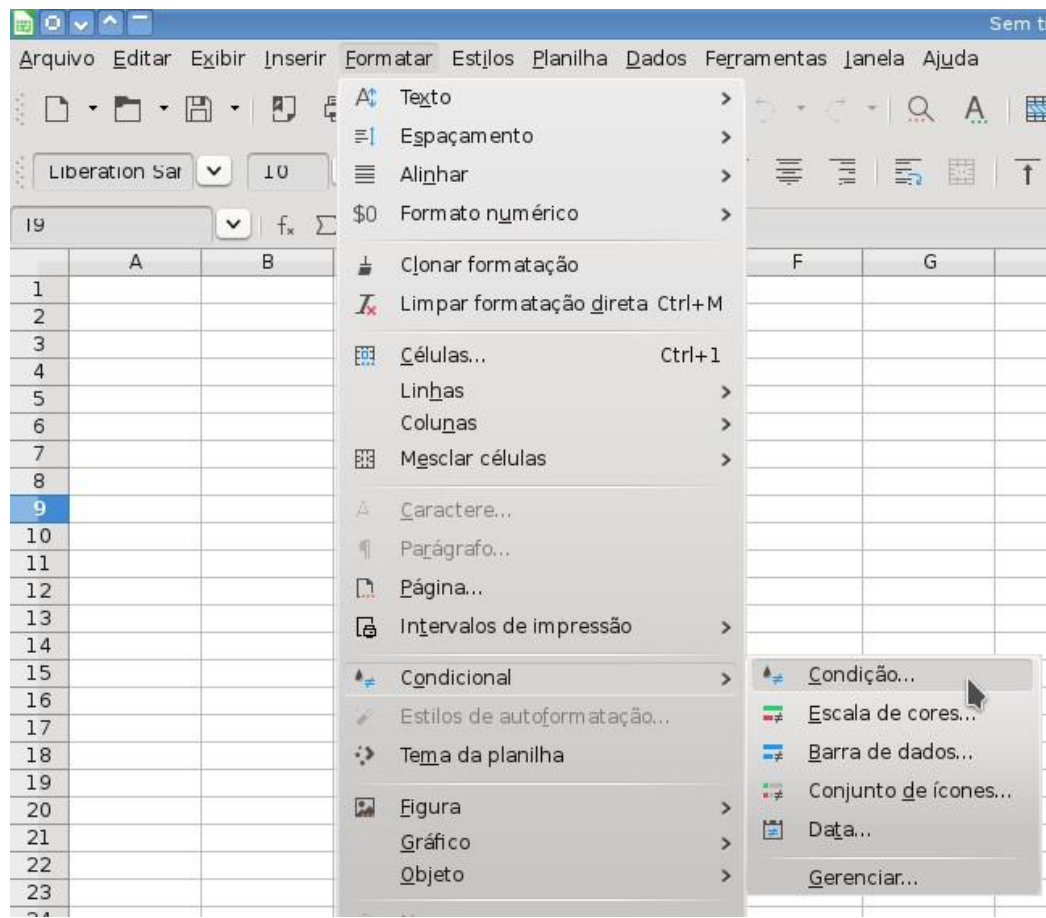 Sem t
Arquivo Editar Exibir Inserir Formatar Estilos Planilha Dados Ferramentas Janela Ajuda
Liberation Sar 10
I9
A B F G
1
2
3
4
5
6
7
8
9
10
11
12
13
14
15
16
17
18
19
20
21
22
23
24
Texto
Espaçamento
Alinhar
$0 Formato numérico
Clonar formatação
Limpar formatação direta Ctrl+M
Células... Ctrl+1
Linhas
Colunas
Mesclar células
Caractere...
Parágrafo...
Página...
Intervalos de impressão
Condicional
Estilos de autoformatação...
Tema da planilha
Figura
Gráfico
Objeto
Condição...
Escala de cores...
Barra de dados...
Conjunto de ícones...
Data...
Gerenciar...